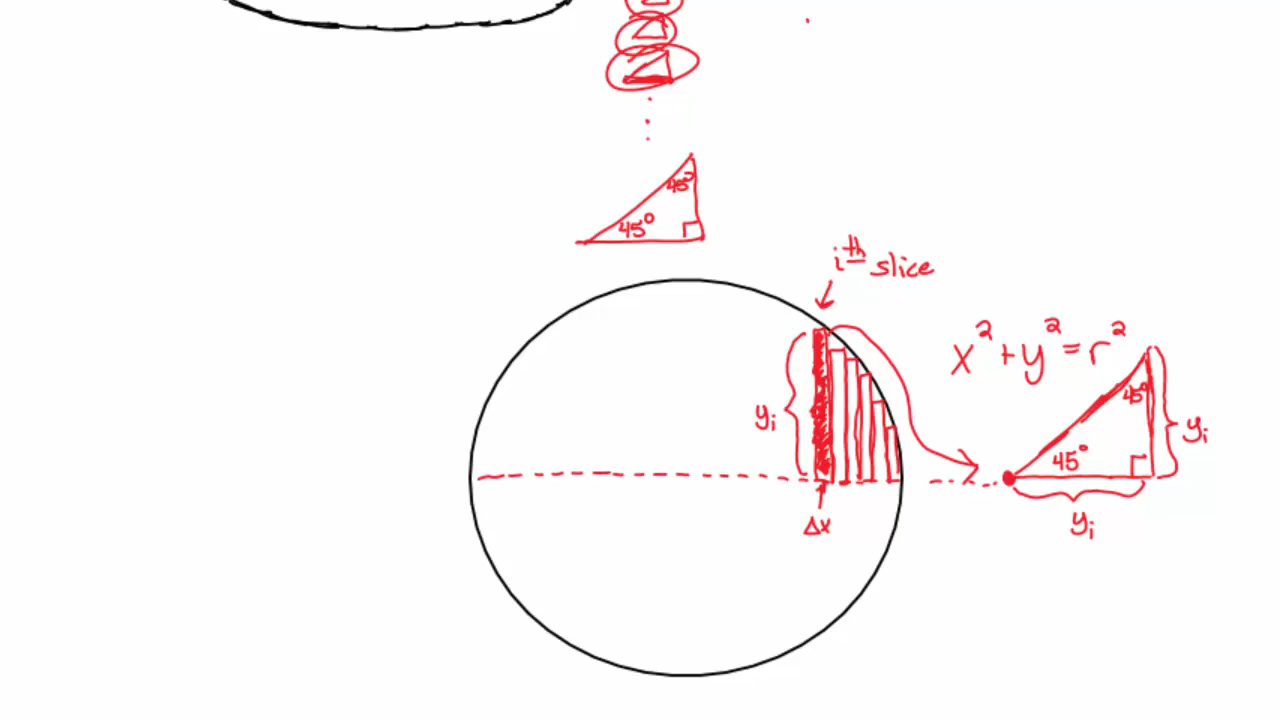 45°
45°
iᵗʰ slice
x² + y² = r²
45°
yᵢ
yᵢ
45°
yᵢ
Δx